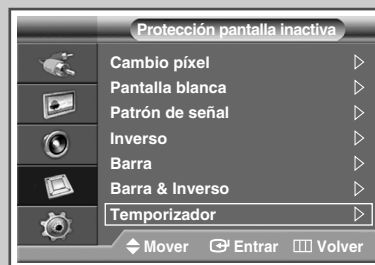 Protección pantalla inactiva
Cambio píxel
Pantalla blanca
Patrón de señal
Inverso
Barra
Barra & Inverso
Temporizador
Mover Entrar Volver